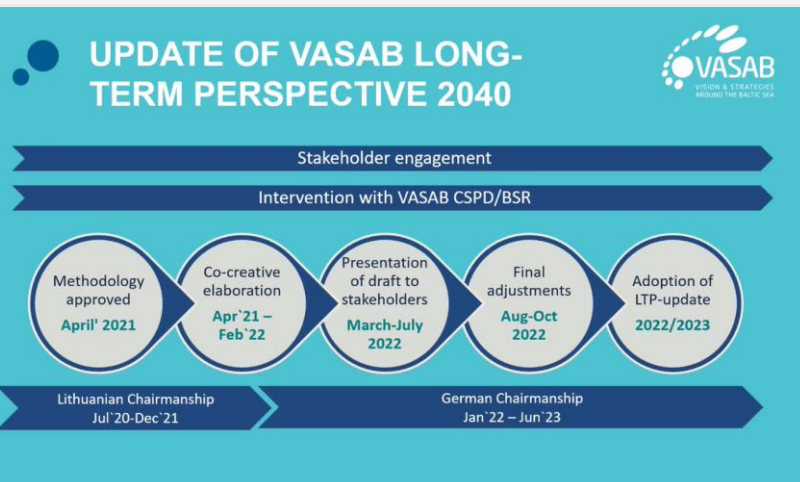 UPDATE OF VASAB LONG-
TERM PERSPECTIVE 2040
VASAB
VISION & STRATEGIES
AROUND THE BALTIC SEA
Stakeholder engagement
Intervention with VASAB CSPD/BSR
Methodology
approved
April' 2021
Co-creative
elaboration
Apr`21 –
Feb`22
Presentation
of draft to
stakeholders
March-July
2022
Final
adjustments
Aug-Oct
2022
Adoption of
LTP-update
2022/2023
Lithuanian Chairmanship
Jul`20-Dec`21
German Chairmanship
Jan`22 – Jun`23